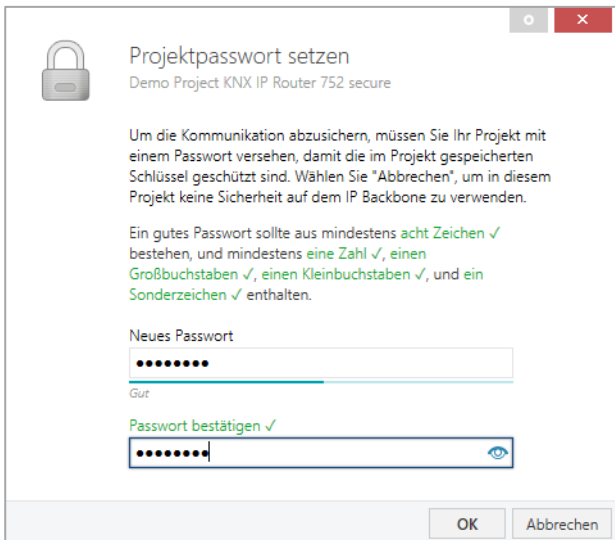 Projektpasswort setzen
Demo Project KNX IP Router 752 secure
Um die Kommunikation abzusichern, müssen Sie Ihr Projekt mit
einem Passwort versehen, damit die im Projekt gespeicherten
Schlüssel geschützt sind. Wählen Sie "Abbrechen", um in diesem
Projekt keine Sicherheit auf dem IP Backbone zu verwenden.
Ein gutes Passwort sollte aus mindestens acht Zeichen ✓
bestehen, und mindestens eine Zahl ✓, einen
Großbuchstaben ✓, einen Kleinbuchstaben ✓, und ein
Sonderzeichen ✓ enthalten.
Neues Passwort
●●●●●●●●
Gut
Passwort bestätigen ✓
●●●●●●●●
OK Abbrechen